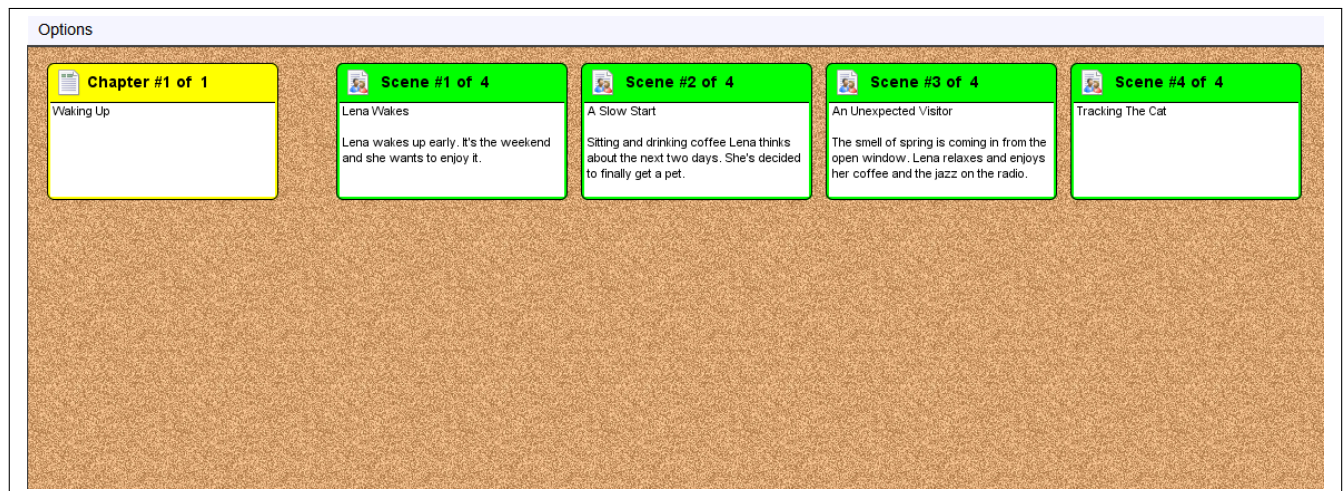 Options
Chapter #1 of 1
Waking Up
Scene #1 of 4
Lena Wakes
Lena wakes up early. It's the weekend
and she wants to enjoy it.
Scene #2 of 4
A Slow Start
Sitting and drinking coffee Lena thinks
about the next two days. She's decided
to finally get a pet.
Scene #3 of 4
An Unexpected Visitor
The smell of spring is coming in from the
open window. Lena relaxes and enjoys
her coffee and the jazz on the radio.
Scene #4 of 4
Tracking The Cat